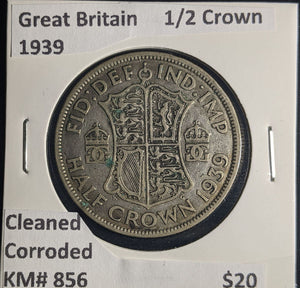 Great Britain 1/2 Crown
1939
FID:DEF IND:IMP
HALF CROWN 1939
Cleaned
Corroded
KM# 856 $20